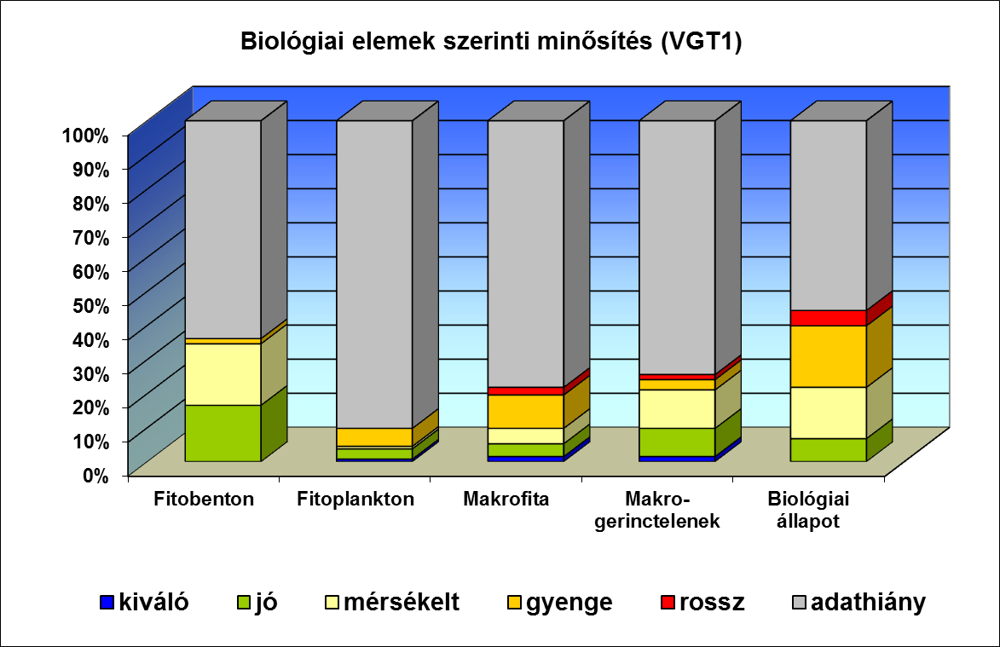 Biológiai elemek szerinti minősítés (VGT1)
100%
90%
80%
70%
60%
50%
40%
30%
20%
10%
0%
Fitobenton
Fitoplankton
Makrofita
Makro-
gerinctelenek
Biológiai
állapot
kiváló
jó
mérsékelt
gyenge
rossz
adathiány